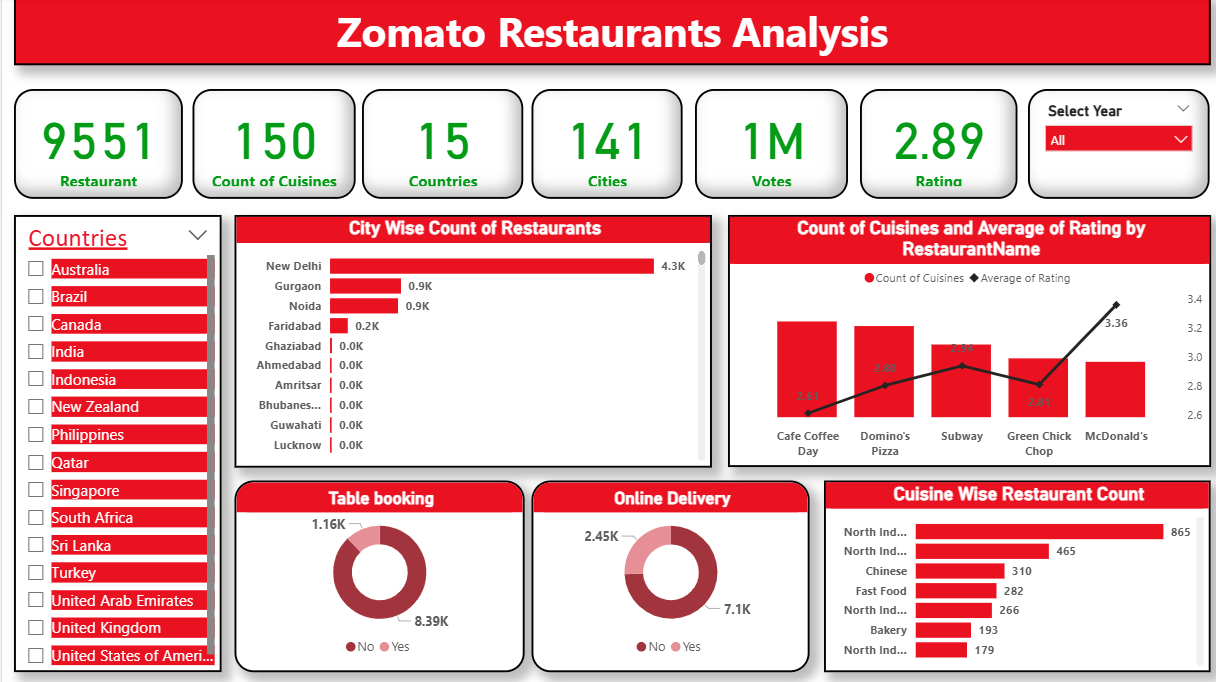 Zomato Restaurants Analysis
9551
Restaurant
150
Count of Cuisines
15
Countries
141
Cities
1M
Votes
2.89
Rating
Select Year
All
Countries
Australia
Brazil
Canada
India
Indonesia
New Zealand
Philippines
Qatar
Singapore
South Africa
Sri Lanka
Turkey
United Arab Emirates
United Kingdom
United States of Ameri...
City Wise Count of Restaurants
New Delhi 4.3K
Gurgaon 0.9K
Noida 0.9K
Faridabad 0.2K
Ghaziabad 0.0K
Ahmedabad 0.0K
Amritsar 0.0K
Bhubanes... 0.0K
Guwahati 0.0K
Lucknow 0.0K
Count of Cuisines and Average of Rating by
RestaurantName
Count of Cuisines Average of Rating
3.4
3.2
3.0
2.8
2.6
2.61
2.80
2.81
3.36
Cafe Coffee
Day
Domino's
Pizza
Subway
Green Chick
Chop
McDonald's
Table booking
1.16K
8.39K
No Yes
Online Delivery
2.45K
7.1K
No Yes
Cuisine Wise Restaurant Count
North Ind... 865
North Ind... 465
Chinese 310
Fast Food 282
North Ind... 266
Bakery 193
North Ind... 179